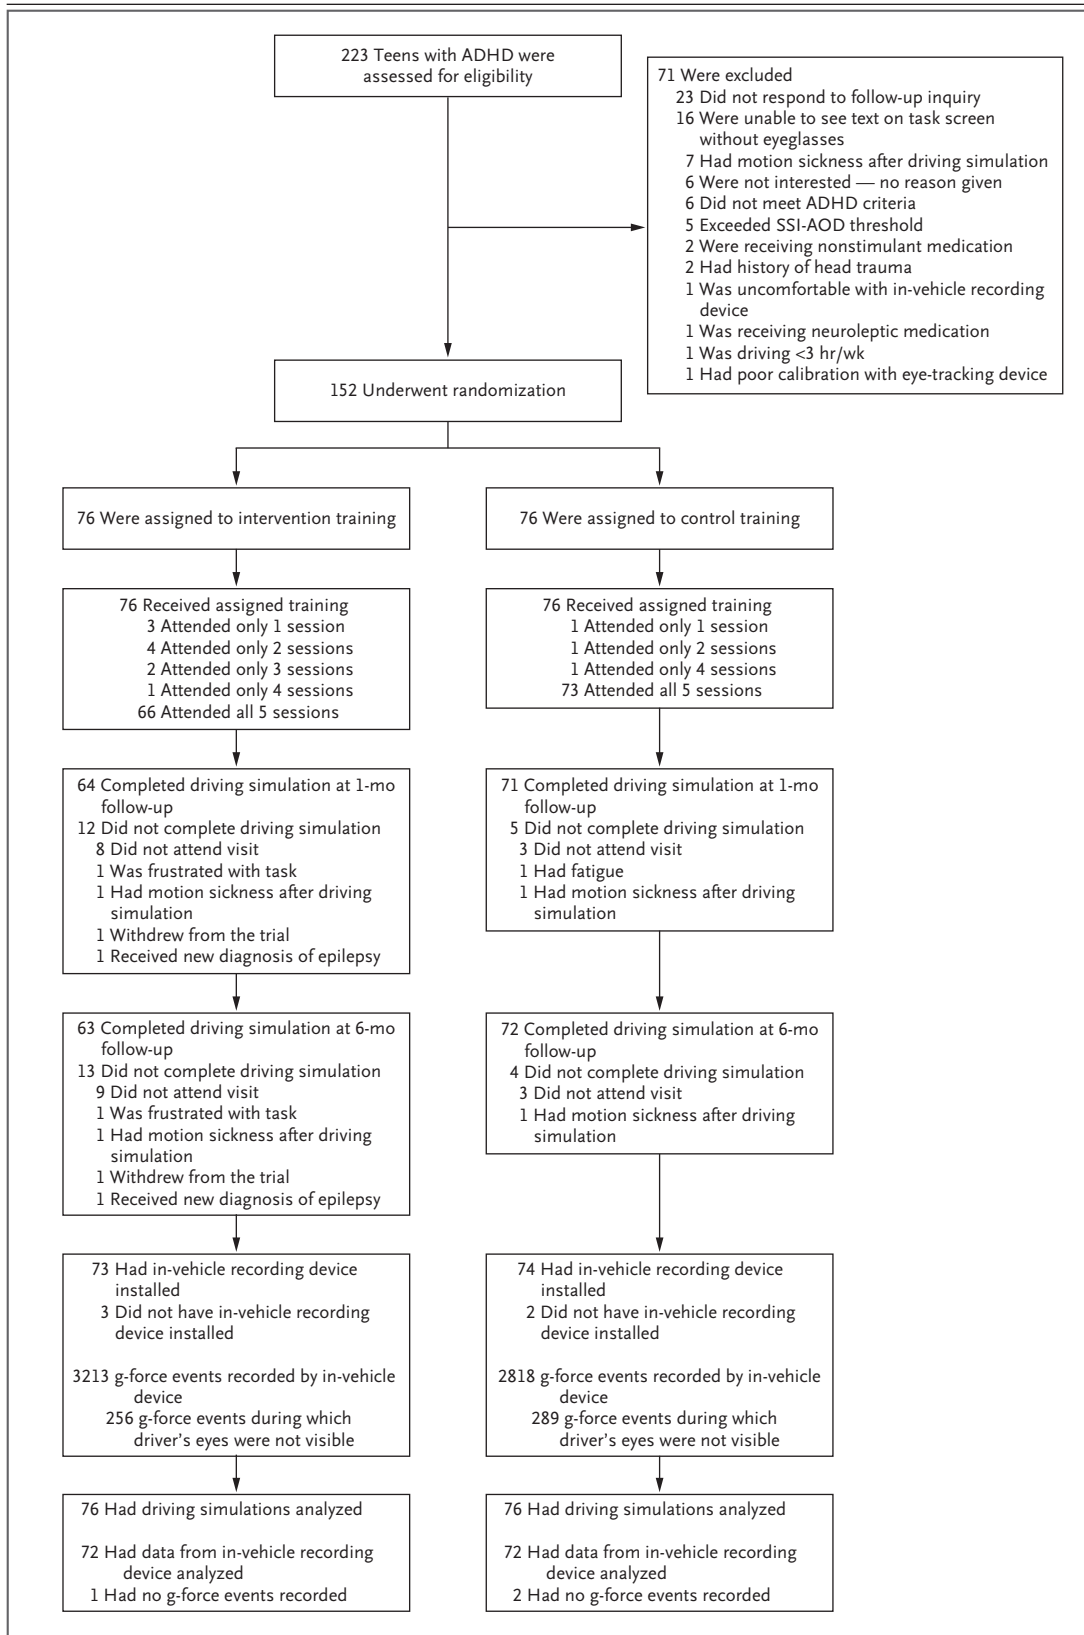 223 Teens with ADHD were
assessed for eligibility
71 Were excluded
23 Did not respond to follow-up inquiry
16 Were unable to see text on task screen
without eyeglasses
7 Had motion sickness after driving simulation
6 Were not interested — no reason given
6 Did not meet ADHD criteria
5 Exceeded SSI-AOD threshold
2 Were receiving nonstimulant medication
2 Had history of head trauma
1 Was uncomfortable with in-vehicle recording
device
1 Was receiving neuroleptic medication
1 Was driving <3 hr/wk
1 Had poor calibration with eye-tracking device
152 Underwent randomization
76 Were assigned to intervention training
76 Were assigned to control training
76 Received assigned training
3 Attended only 1 session
4 Attended only 2 sessions
2 Attended only 3 sessions
1 Attended only 4 sessions
66 Attended all 5 sessions
76 Received assigned training
1 Attended only 1 session
1 Attended only 2 sessions
1 Attended only 4 sessions
73 Attended all 5 sessions
64 Completed driving simulation at 1-mo
follow-up
12 Did not complete driving simulation
8 Did not attend visit
1 Was frustrated with task
1 Had motion sickness after driving
simulation
1 Withdrew from the trial
1 Received new diagnosis of epilepsy
71 Completed driving simulation at 1-mo
follow-up
5 Did not complete driving simulation
3 Did not attend visit
1 Had fatigue
1 Had motion sickness after driving
simulation
63 Completed driving simulation at 6-mo
follow-up
13 Did not complete driving simulation
9 Did not attend visit
1 Was frustrated with task
1 Had motion sickness after driving
simulation
1 Withdrew from the trial
1 Received new diagnosis of epilepsy
72 Completed driving simulation at 6-mo
follow-up
4 Did not complete driving simulation
3 Did not attend visit
1 Had motion sickness after driving
simulation
73 Had in-vehicle recording device
installed
3 Did not have in-vehicle recording
device installed
3213 g-force events recorded by in-vehicle
device
256 g-force events during which
driver's eyes were not visible
74 Had in-vehicle recording device
installed
2 Did not have in-vehicle recording
device installed
2818 g-force events recorded by in-vehicle
device
289 g-force events during which
driver's eyes were not visible
76 Had driving simulations analyzed
72 Had data from in-vehicle recording
device analyzed
1 Had no g-force events recorded
76 Had driving simulations analyzed
72 Had data from in-vehicle recording
device analyzed
2 Had no g-force events recorded